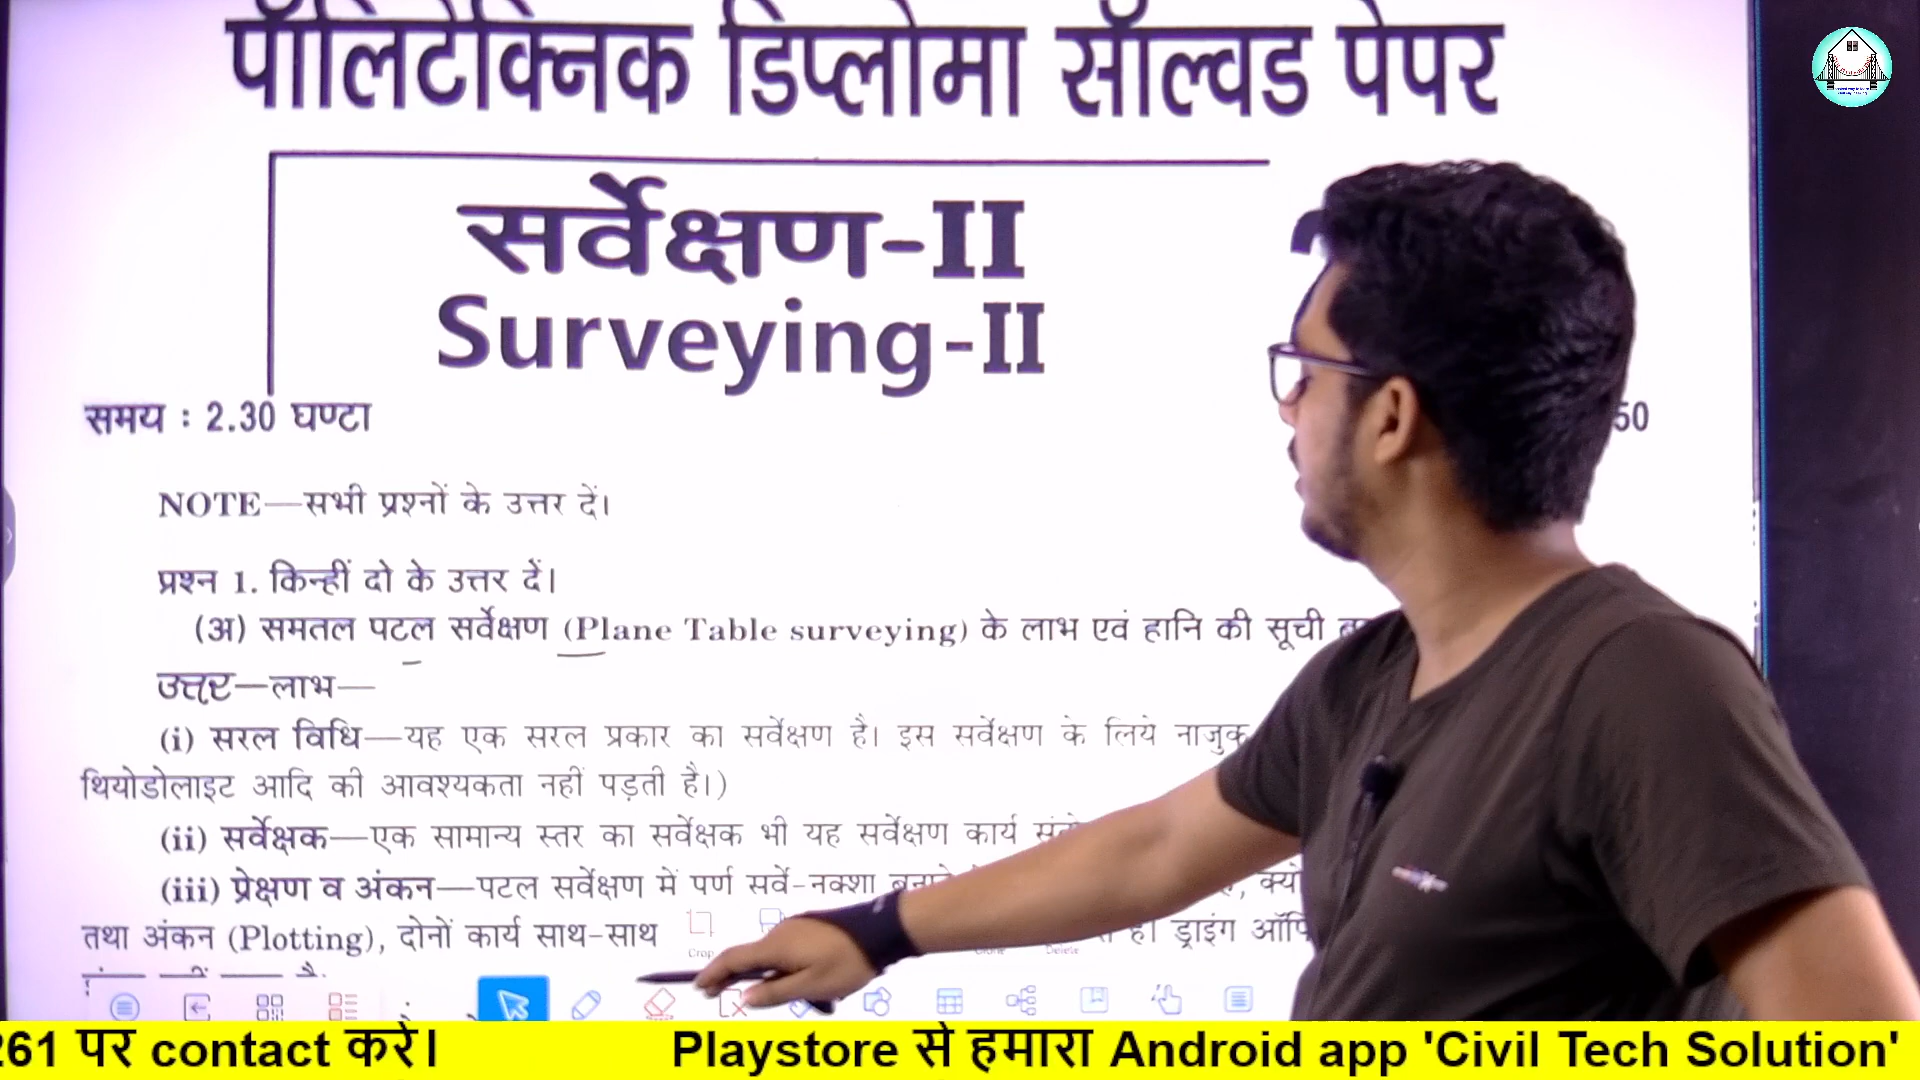 पॉलिटेक्निक डिप्लोमा सॉल्वड पेपर
सर्वेक्षण-II
Surveying-II
समय : 2.30 घण्टा
50
NOTE—सभी प्रश्नों के उत्तर दें।
प्रश्न 1. किन्हीं दो के उत्तर दें।
(अ) समतल पटल सर्वेक्षण (Plane Table surveying) के लाभ एवं हानि की सूची
उत्तर—लाभ—
(i) सरल विधि—यह एक सरल प्रकार का सर्वेक्षण है। इस सर्वेक्षण के लिये नाजुक
थियोडोलाइट आदि की आवश्यकता नहीं पड़ती है।)
(ii) सर्वेक्षक—एक सामान्य स्तर का सर्वेक्षक भी यह सर्वेक्षण कार्य
(iii) प्रेक्षण व अंकन—पटल सर्वेक्षण में पर्ण सर्वे-नक्शा
तथा अंकन (Plotting), दोनों कार्य साथ-साथ
ड्राइंग
Crop
Delete
261 पर contact करे।
Playstore से हमारा Android app 'Civil Tech Solution'